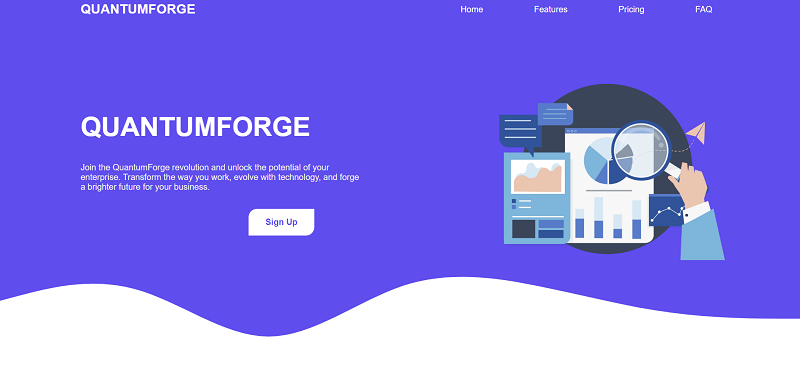 QUANTUMFORGE
Home
Features
Pricing
FAQ
QUANTUMFORGE
Join the QuantumForge revolution and unlock the potential of your
enterprise. Transform the way you work, evolve with technology, and forge
a brighter future for your business.
Sign Up